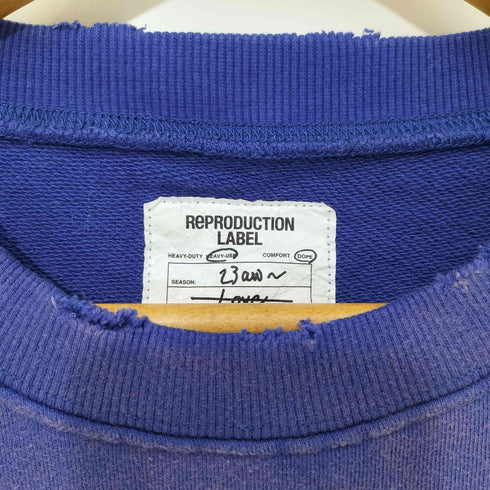 RePRODUCTION
LABEL
HEAVY-DUTY HEAVY-USE COMFORT DOPE
SEASON: 23AW~